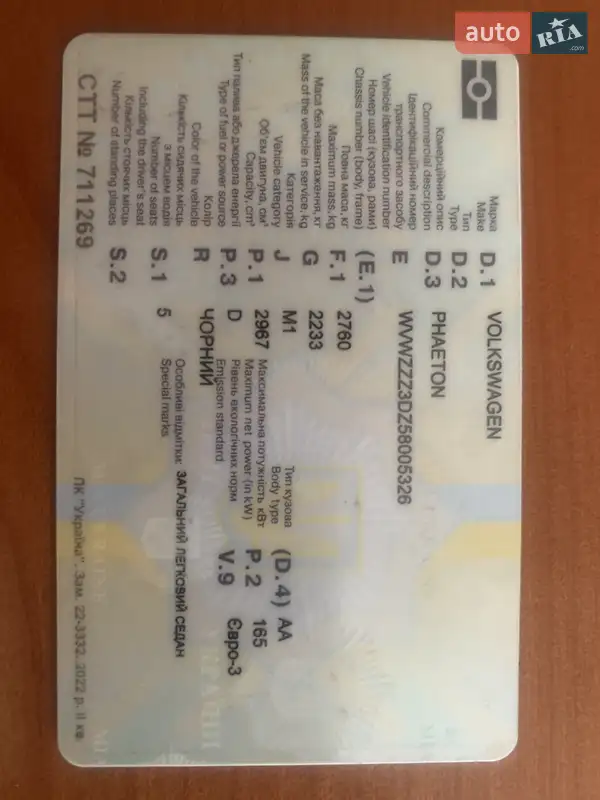 auto RIA .com
Марка
Make D.1 VOLKSWAGEN
Тип
Type D.2
Комерційний опис
Commercial description D.3 PHAETON
Ідентифікаційний номер
транспортного засобу
Vehicle identification number E WVWZZZ3DZ58005326
Номер шасі (кузова, рами)
Chassis number (body, frame) (E.1)
Повна маса, кг
Maximum mass, kg F.1 2760
Маса без навантаження, кг
Mass of the vehicle in service, kg G 2233
Категорія
Vehicle category J M1
Тип кузова
Body type (D.4) АА
Об'єм двигуна, см³
Capacity, cm³ P.1 2967
Максимальна потужність кВт
Maximum net power (in kW) P.2 165
Тип палива або джерела енергії
Type of fuel or power source P.3 D
Рівень екологічних норм
Emission standard V.9 Євро-3
Колір
Color of the vehicle R ЧОРНИЙ
Кількість сидячих місць
з місцем водія
Number of seats
including the driver's seat S.1 5
Особливі відмітки: ЗАГАЛЬНИЙ ЛЕГКОВИЙ СЕДАН
Special marks
Кількість стоячих місць
Number of standing places S.2
СТТ № 711269
ПК "Україна". Зам. 22-3332. 2022 р. ІІ кв.